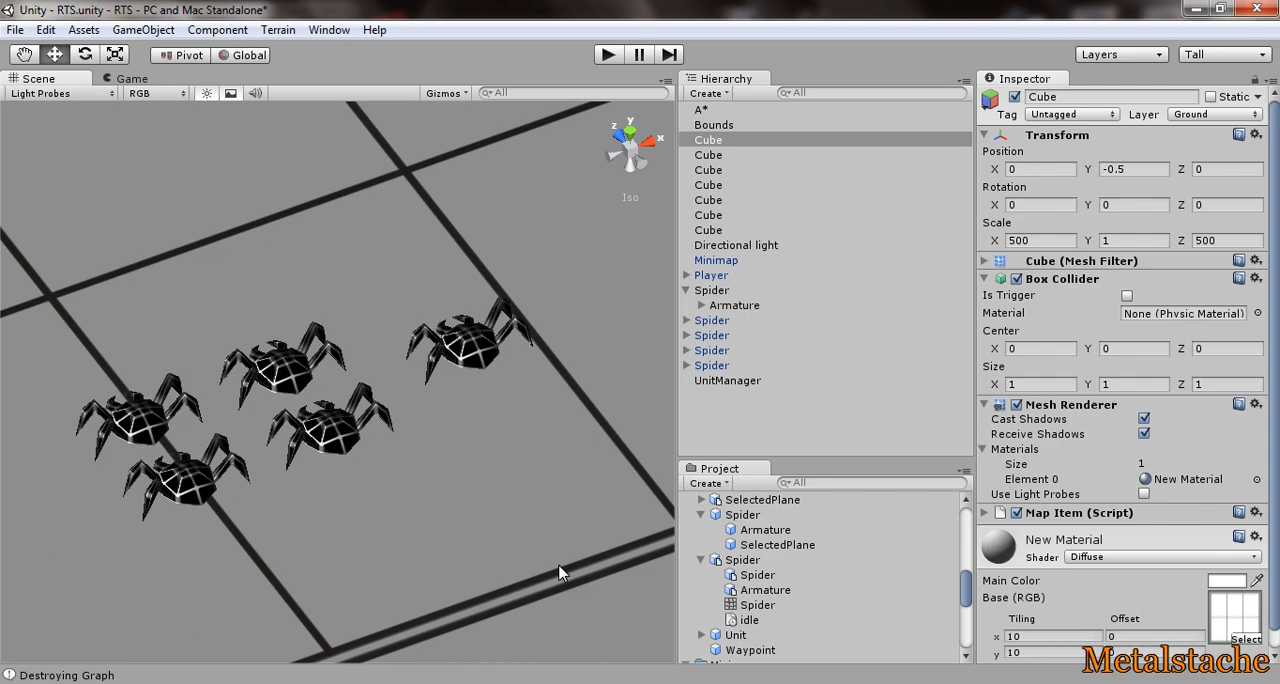 Unity - RTS.unity - RTS - PC and Mac Standalone*
File Edit Assets GameObject Component Terrain Window Help
Pivot Global Layers Tall
Scene Game
Light Probes RGB Gizmos All
y
z x
Iso
Hierarchy
Create All
A*
Bounds
Cube
Cube
Cube
Cube
Cube
Cube
Cube
Directional light
Minimap
Player
Spider
Armature
Spider
Spider
Spider
Spider
UnitManager
Project
Create All
SelectedPlane
Spider
Armature
SelectedPlane
Spider
Spider
Armature
Spider
idle
Unit
Waypoint
Inspector
Cube Static
Tag Untagged Layer Ground
Transform
Position
X 0 Y -0.5 Z 0
Rotation
X 0 Y 0 Z 0
Scale
X 500 Y 1 Z 500
Cube (Mesh Filter)
Box Collider
Is Trigger
Material None (Physic Material)
Center
X 0 Y 0 Z 0
Size
X 1 Y 1 Z 1
Mesh Renderer
Cast Shadows
Receive Shadows
Materials
Size 1
Element 0 New Material
Use Light Probes
Map Item (Script)
New Material
Shader Diffuse
Main Color
Base (RGB)
Tiling Offset
x 10 0
y 10
Select
Metalstache
Destroying Graph